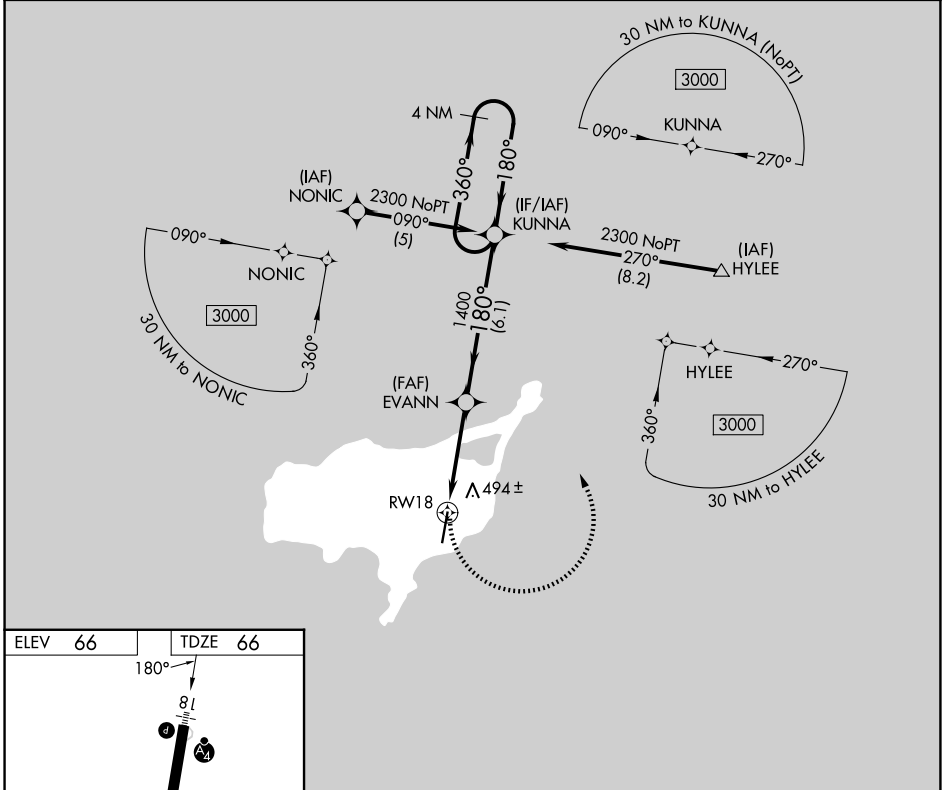 30 NM to KUNNA (NoPT)
3000
KUNNA
090°
270°
4 NM
360°
180°
(IAF)
NONIC
2300 NoPT
090°
(5)
(IF/IAF)
KUNNA
2300 NoPT
270°
(8.2)
(IAF)
HYLEE
090°
NONIC
3000
360°
30 NM to NONIC
1400
180°
(6.1)
(FAF)
EVANN
HYLEE
270°
360°
3000
30 NM to HYLEE
RW18
494±
ELEV 66
TDZE 66
180°
18
P
A4